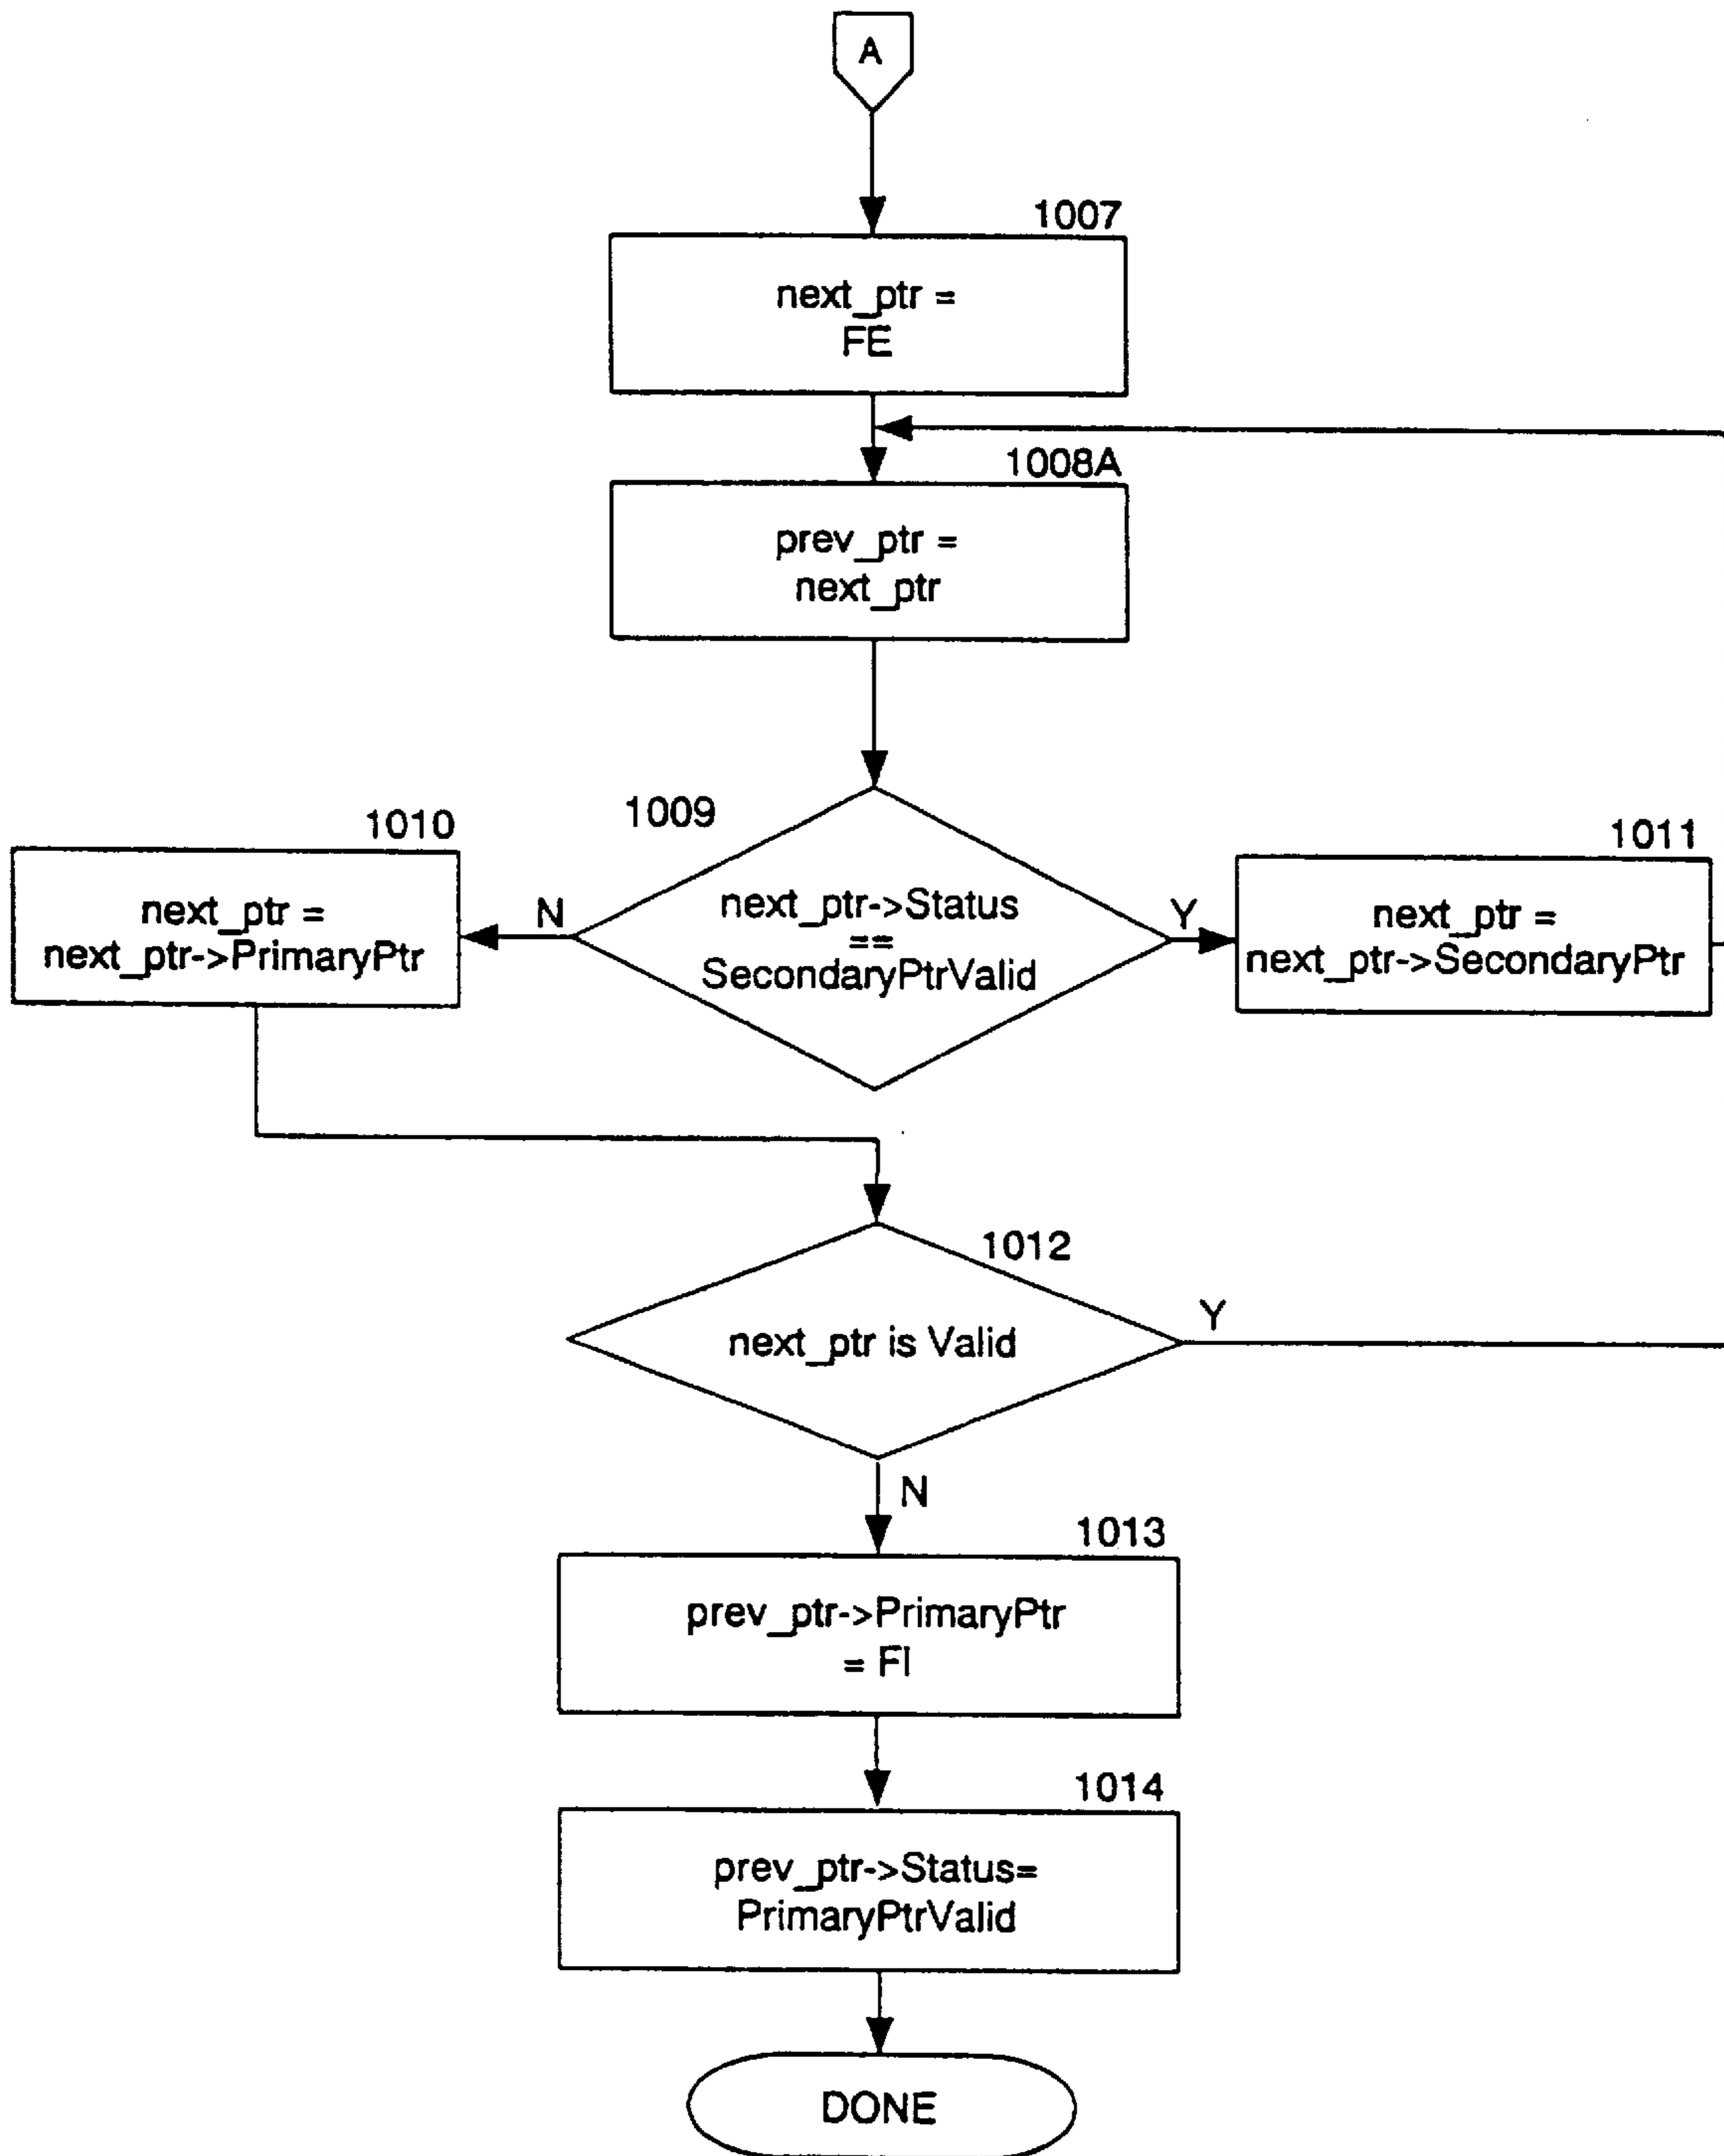 A
1007
next_ptr =
FE
1008A
prev_ptr =
next_ptr
1009
next_ptr->Status
==
SecondaryPtrValid
N
Y
1010
next_ptr =
next_ptr->PrimaryPtr
1011
next_ptr =
next_ptr->SecondaryPtr
1012
next_ptr is Valid
Y
N
1013
prev_ptr->PrimaryPtr
= FI
1014
prev_ptr->Status=
PrimaryPtrValid
DONE